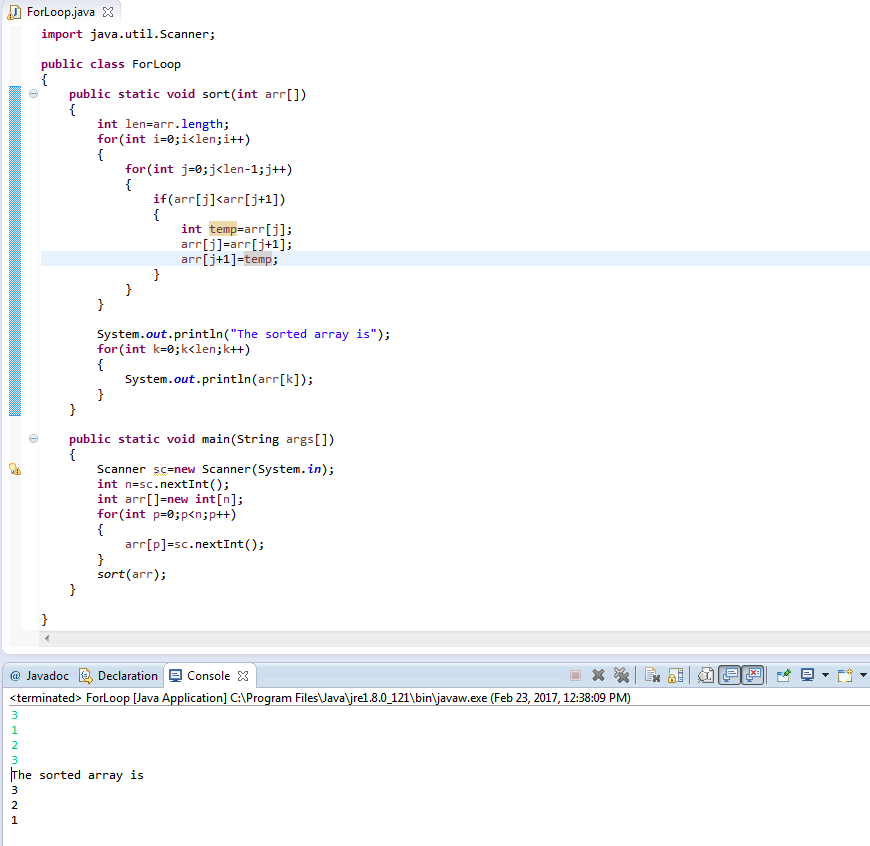 ForLoop.java
import java.util.Scanner;
public class ForLoop
{
public static void sort(int arr[])
{
int len=arr.length;
for(int i=0;i<len;i++)
{
for(int j=0;j<len-1;j++)
{
if(arr[j]<arr[j+1])
{
int temp=arr[j];
arr[j]=arr[j+1];
arr[j+1]=temp;
}
}
}
System.out.println("The sorted array is");
for(int k=0;k<len;k++)
{
System.out.println(arr[k]);
}
}
public static void main(String args[])
{
Scanner sc=new Scanner(System.in);
int n=sc.nextInt();
int arr[]=new int[n];
for(int p=0;p<n;p++)
{
arr[p]=sc.nextInt();
}
sort(arr);
}
}
@ Javadoc Declaration Console
<terminated> ForLoop [Java Application] C:\Program Files\Java\jre1.8.0_121\bin\javaw.exe (Feb 23, 2017, 12:38:09 PM)
3
1
2
3
The sorted array is
3
2
1